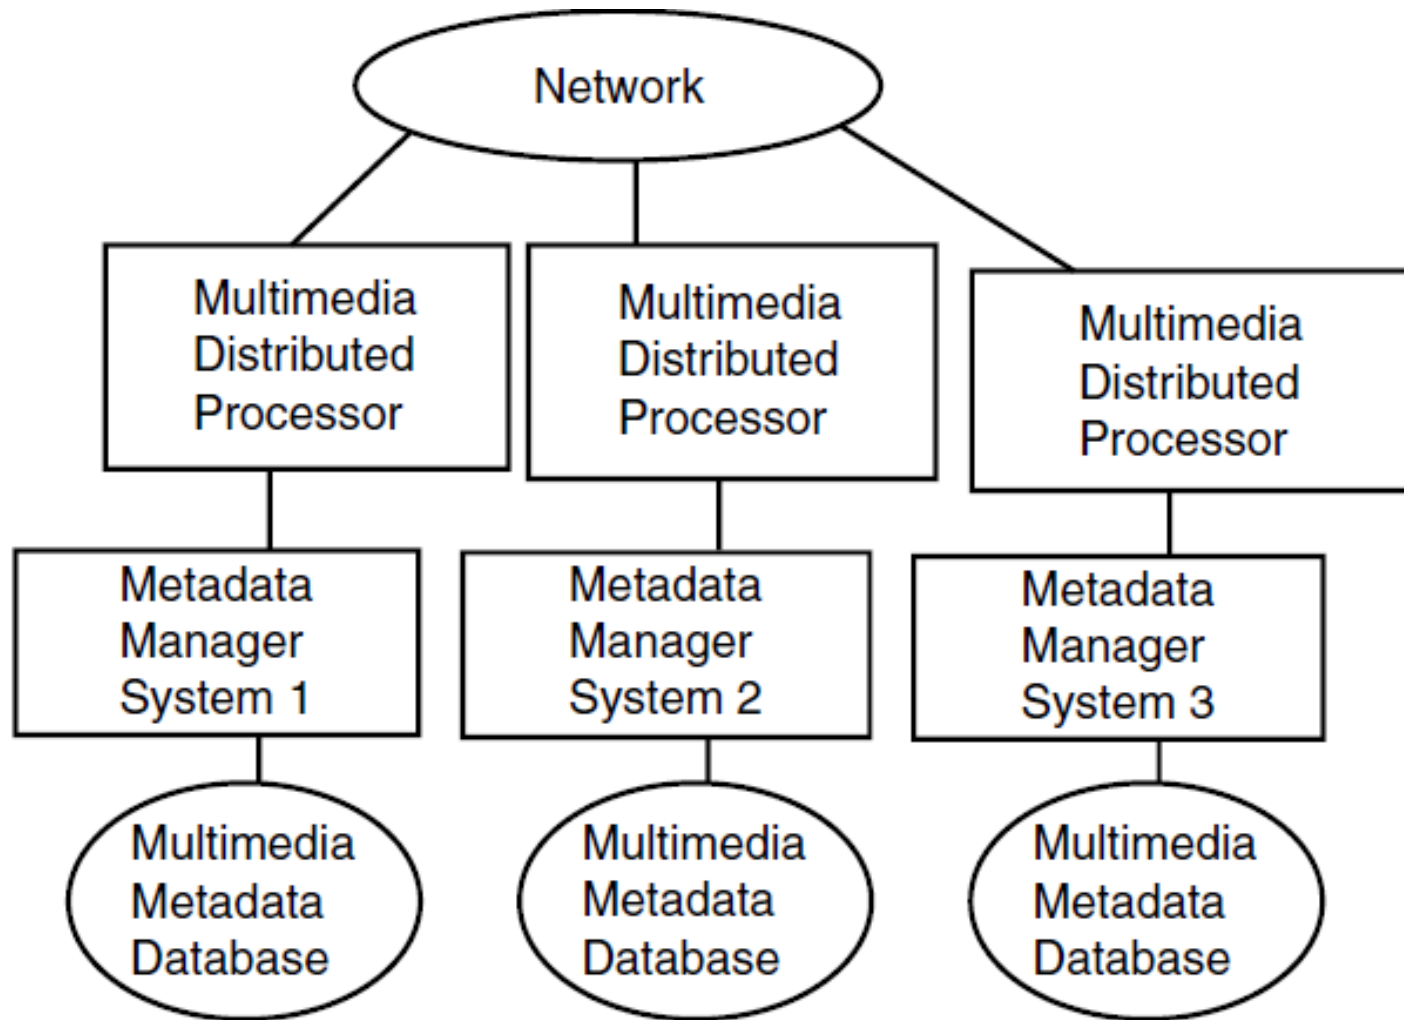 Network
Multimedia
Distributed
Processor
Multimedia
Distributed
Processor
Multimedia
Distributed
Processor
Metadata
Manager
System 1
Metadata
Manager
System 2
Metadata
Manager
System 3
Multimedia
Metadata
Database
Multimedia
Metadata
Database
Multimedia
Metadata
Database